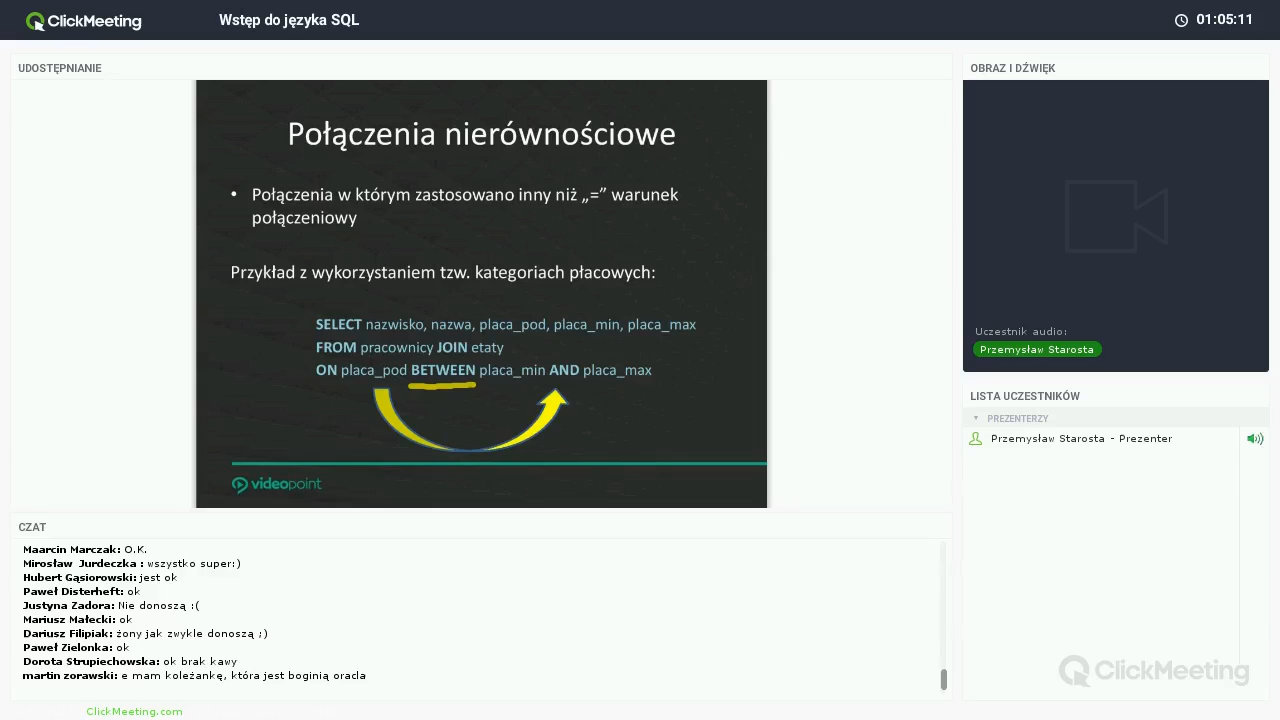 ClickMeeting
Wstęp do języka SQL
01:05:11
UDOSTĘPNIANIE
OBRAZ I DŹWIĘK
Połączenia nierównościowe
• Połączenia w którym zastosowano inny niż „=” warunek
połączeniowy
Przykład z wykorzystaniem tzw. kategoriach płacowych:
SELECT nazwisko, nazwa, placa_pod, placa_min, placa_max
FROM pracownicy JOIN etaty
ON placa_pod BETWEEN placa_min AND placa_max
videopoint
Uczestnik audio:
Przemysław Starosta
LISTA UCZESTNIKÓW
PREZENTERZY
Przemysław Starosta - Prezenter
CZAT
Maarcin Marczak: O.K.
Mirosław Jurdeczka : wszystko super:)
Hubert Gąsiorowski: jest ok
Paweł Disterheft: ok
Justyna Zadora: Nie donoszą :(
Mariusz Małecki: ok
Dariusz Filipiak: żony jak zwykle donoszą ;)
Paweł Zielonka: ok
Dorota Strupiechowska: ok brak kawy
martin zorawski: e mam koleżankę, która jest boginią oracla
ClickMeeting
ClickMeeting.com